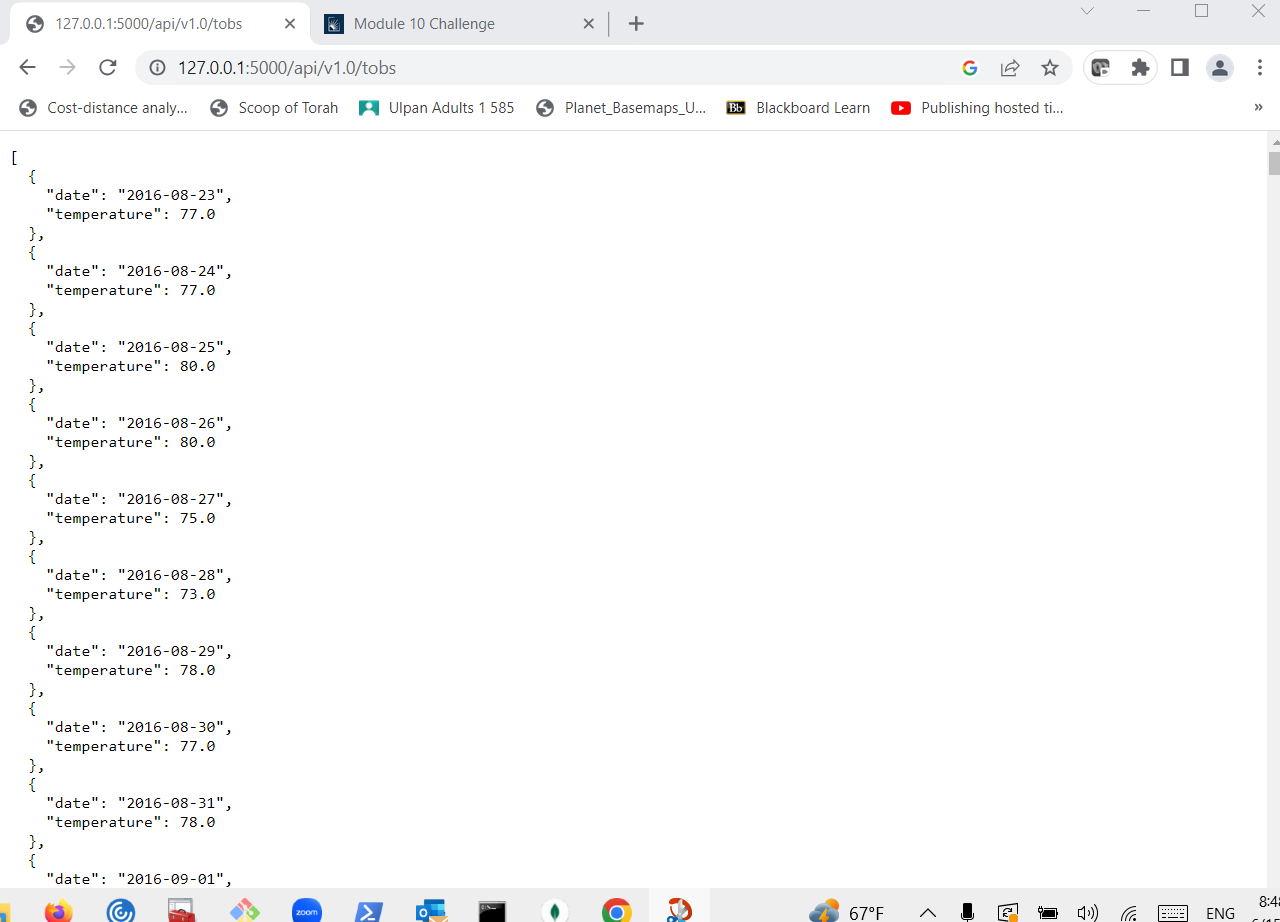 127.0.0.1:5000/api/v1.0/tobs
Module 10 Challenge
127.0.0.1:5000/api/v1.0/tobs
Cost-distance analy...
Scoop of Torah
Ulpan Adults 1 585
Planet_Basemaps_U...
Bb
Blackboard Learn
Publishing hosted ti...
»
[
{
"date": "2016-08-23",
"temperature": 77.0
},
{
"date": "2016-08-24",
"temperature": 77.0
},
{
"date": "2016-08-25",
"temperature": 80.0
},
{
"date": "2016-08-26",
"temperature": 80.0
},
{
"date": "2016-08-27",
"temperature": 75.0
},
{
"date": "2016-08-28",
"temperature": 73.0
},
{
"date": "2016-08-29",
"temperature": 78.0
},
{
"date": "2016-08-30",
"temperature": 77.0
},
{
"date": "2016-08-31",
"temperature": 78.0
},
{
"date": "2016-09-01",
zoom
67°F
ENG